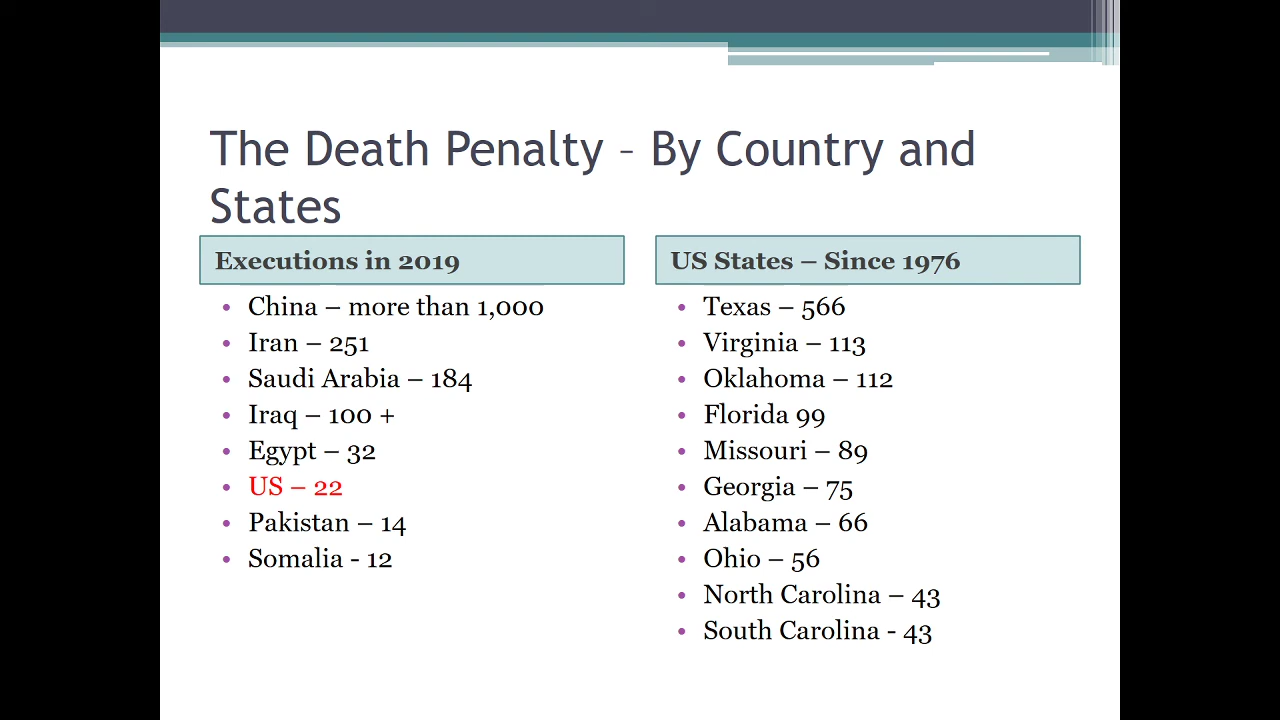 The Death Penalty – By Country and
States
Executions in 2019
• China – more than 1,000
• Iran – 251
• Saudi Arabia – 184
• Iraq – 100 +
• Egypt – 32
• US – 22
• Pakistan – 14
• Somalia - 12
US States – Since 1976
• Texas – 566
• Virginia – 113
• Oklahoma – 112
• Florida 99
• Missouri – 89
• Georgia – 75
• Alabama – 66
• Ohio – 56
• North Carolina – 43
• South Carolina - 43